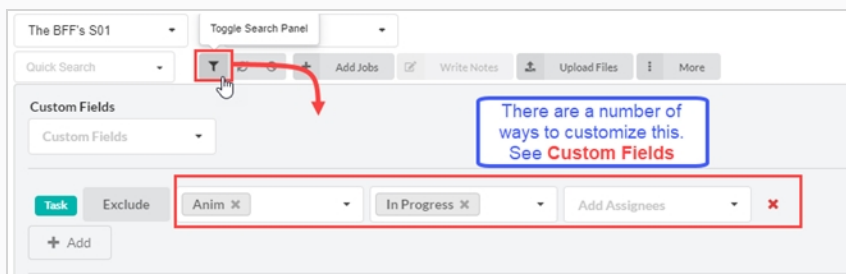 The BFF's S01
Toggle Search Panel
Quick Search
Add Jobs
Write Notes
Upload Files
More
Custom Fields
Custom Fields
There are a number of
ways to customize this.
See Custom Fields
Task
Exclude
Anim
In Progress
Add Assignees
+ Add